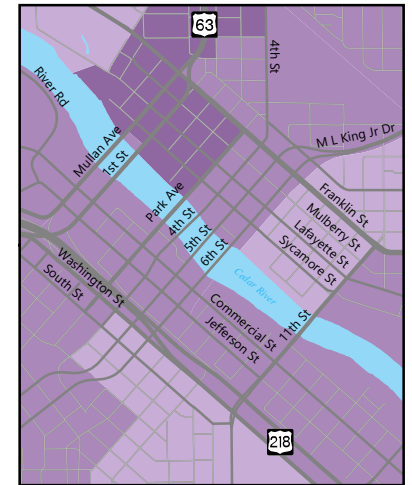 63
4th St
River Rd
M L King Jr Dr
Mullan Ave
1st St
Park Ave
4th St
5th St
6th St
Franklin St
Mulberry St
Lafayette St
Sycamore St
Cedar River
Washington St
South St
Commercial St
Jefferson St
11th St
218